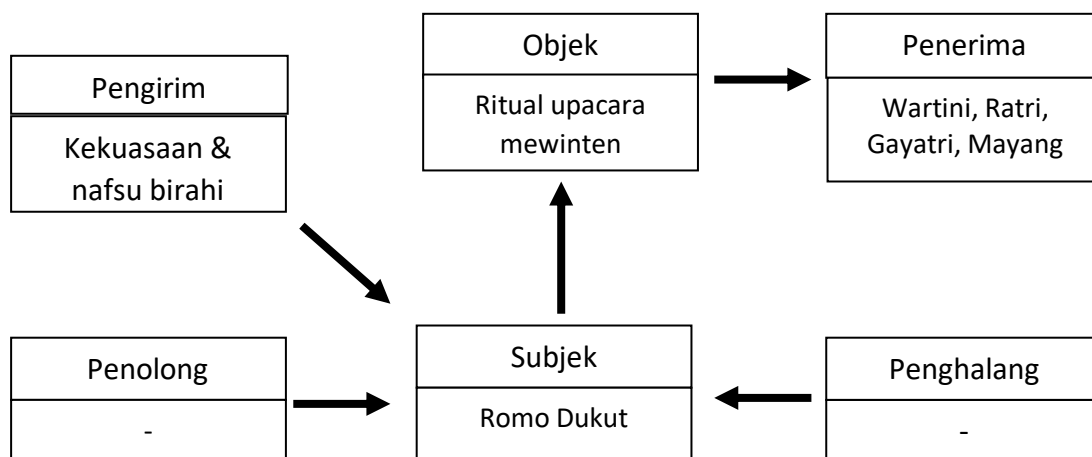 Pengirim
Kekuasaan &
nafsu birahi
Objek
Ritual upacara
mewinten
Penerima
Wartini, Ratri,
Gayatri, Mayang
Penolong
-
Subjek
Romo Dukut
Penghalang
-